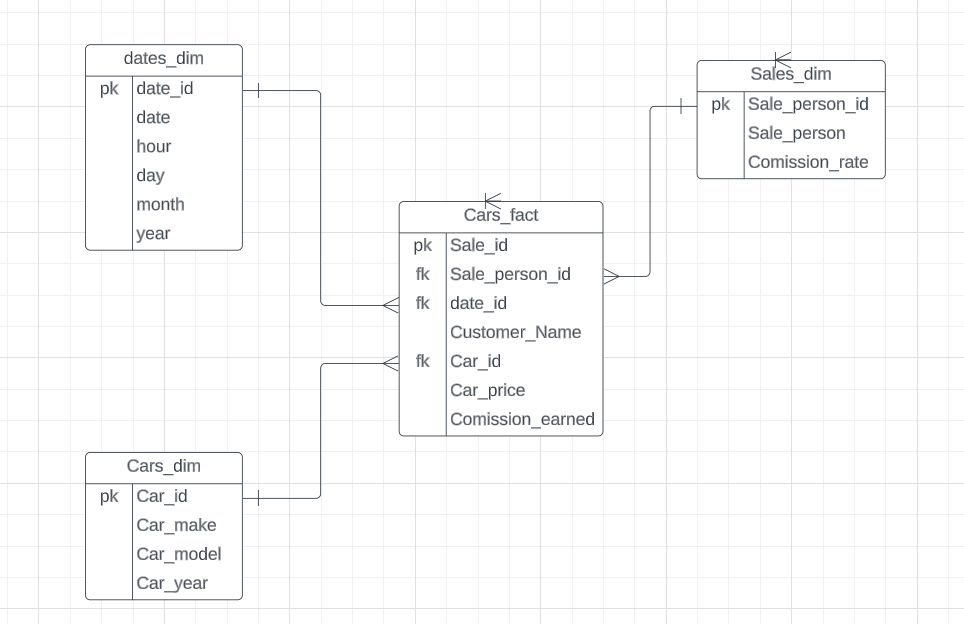 dates_dim
pk date_id
date
hour
day
month
year
Sales_dim
pk Sale_person_id
Sale_person
Comission_rate
Cars_fact
pk Sale_id
fk Sale_person_id
fk date_id
Customer_Name
fk Car_id
Car_price
Comission_earned
Cars_dim
pk Car_id
Car_make
Car_model
Car_year